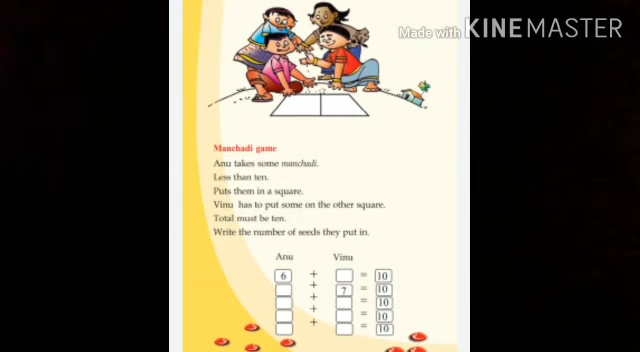 Made with KINEMASTER
Manchadi game
Anu takes some manchadi.
Less than ten.
Puts them in a square.
Vinu has to put some on the other square.
Total must be ten.
Write the number of seeds they put in.
Anu Vinu
6 + = 10
+ 7 = 10
+ = 10
+ = 10
+ = 10